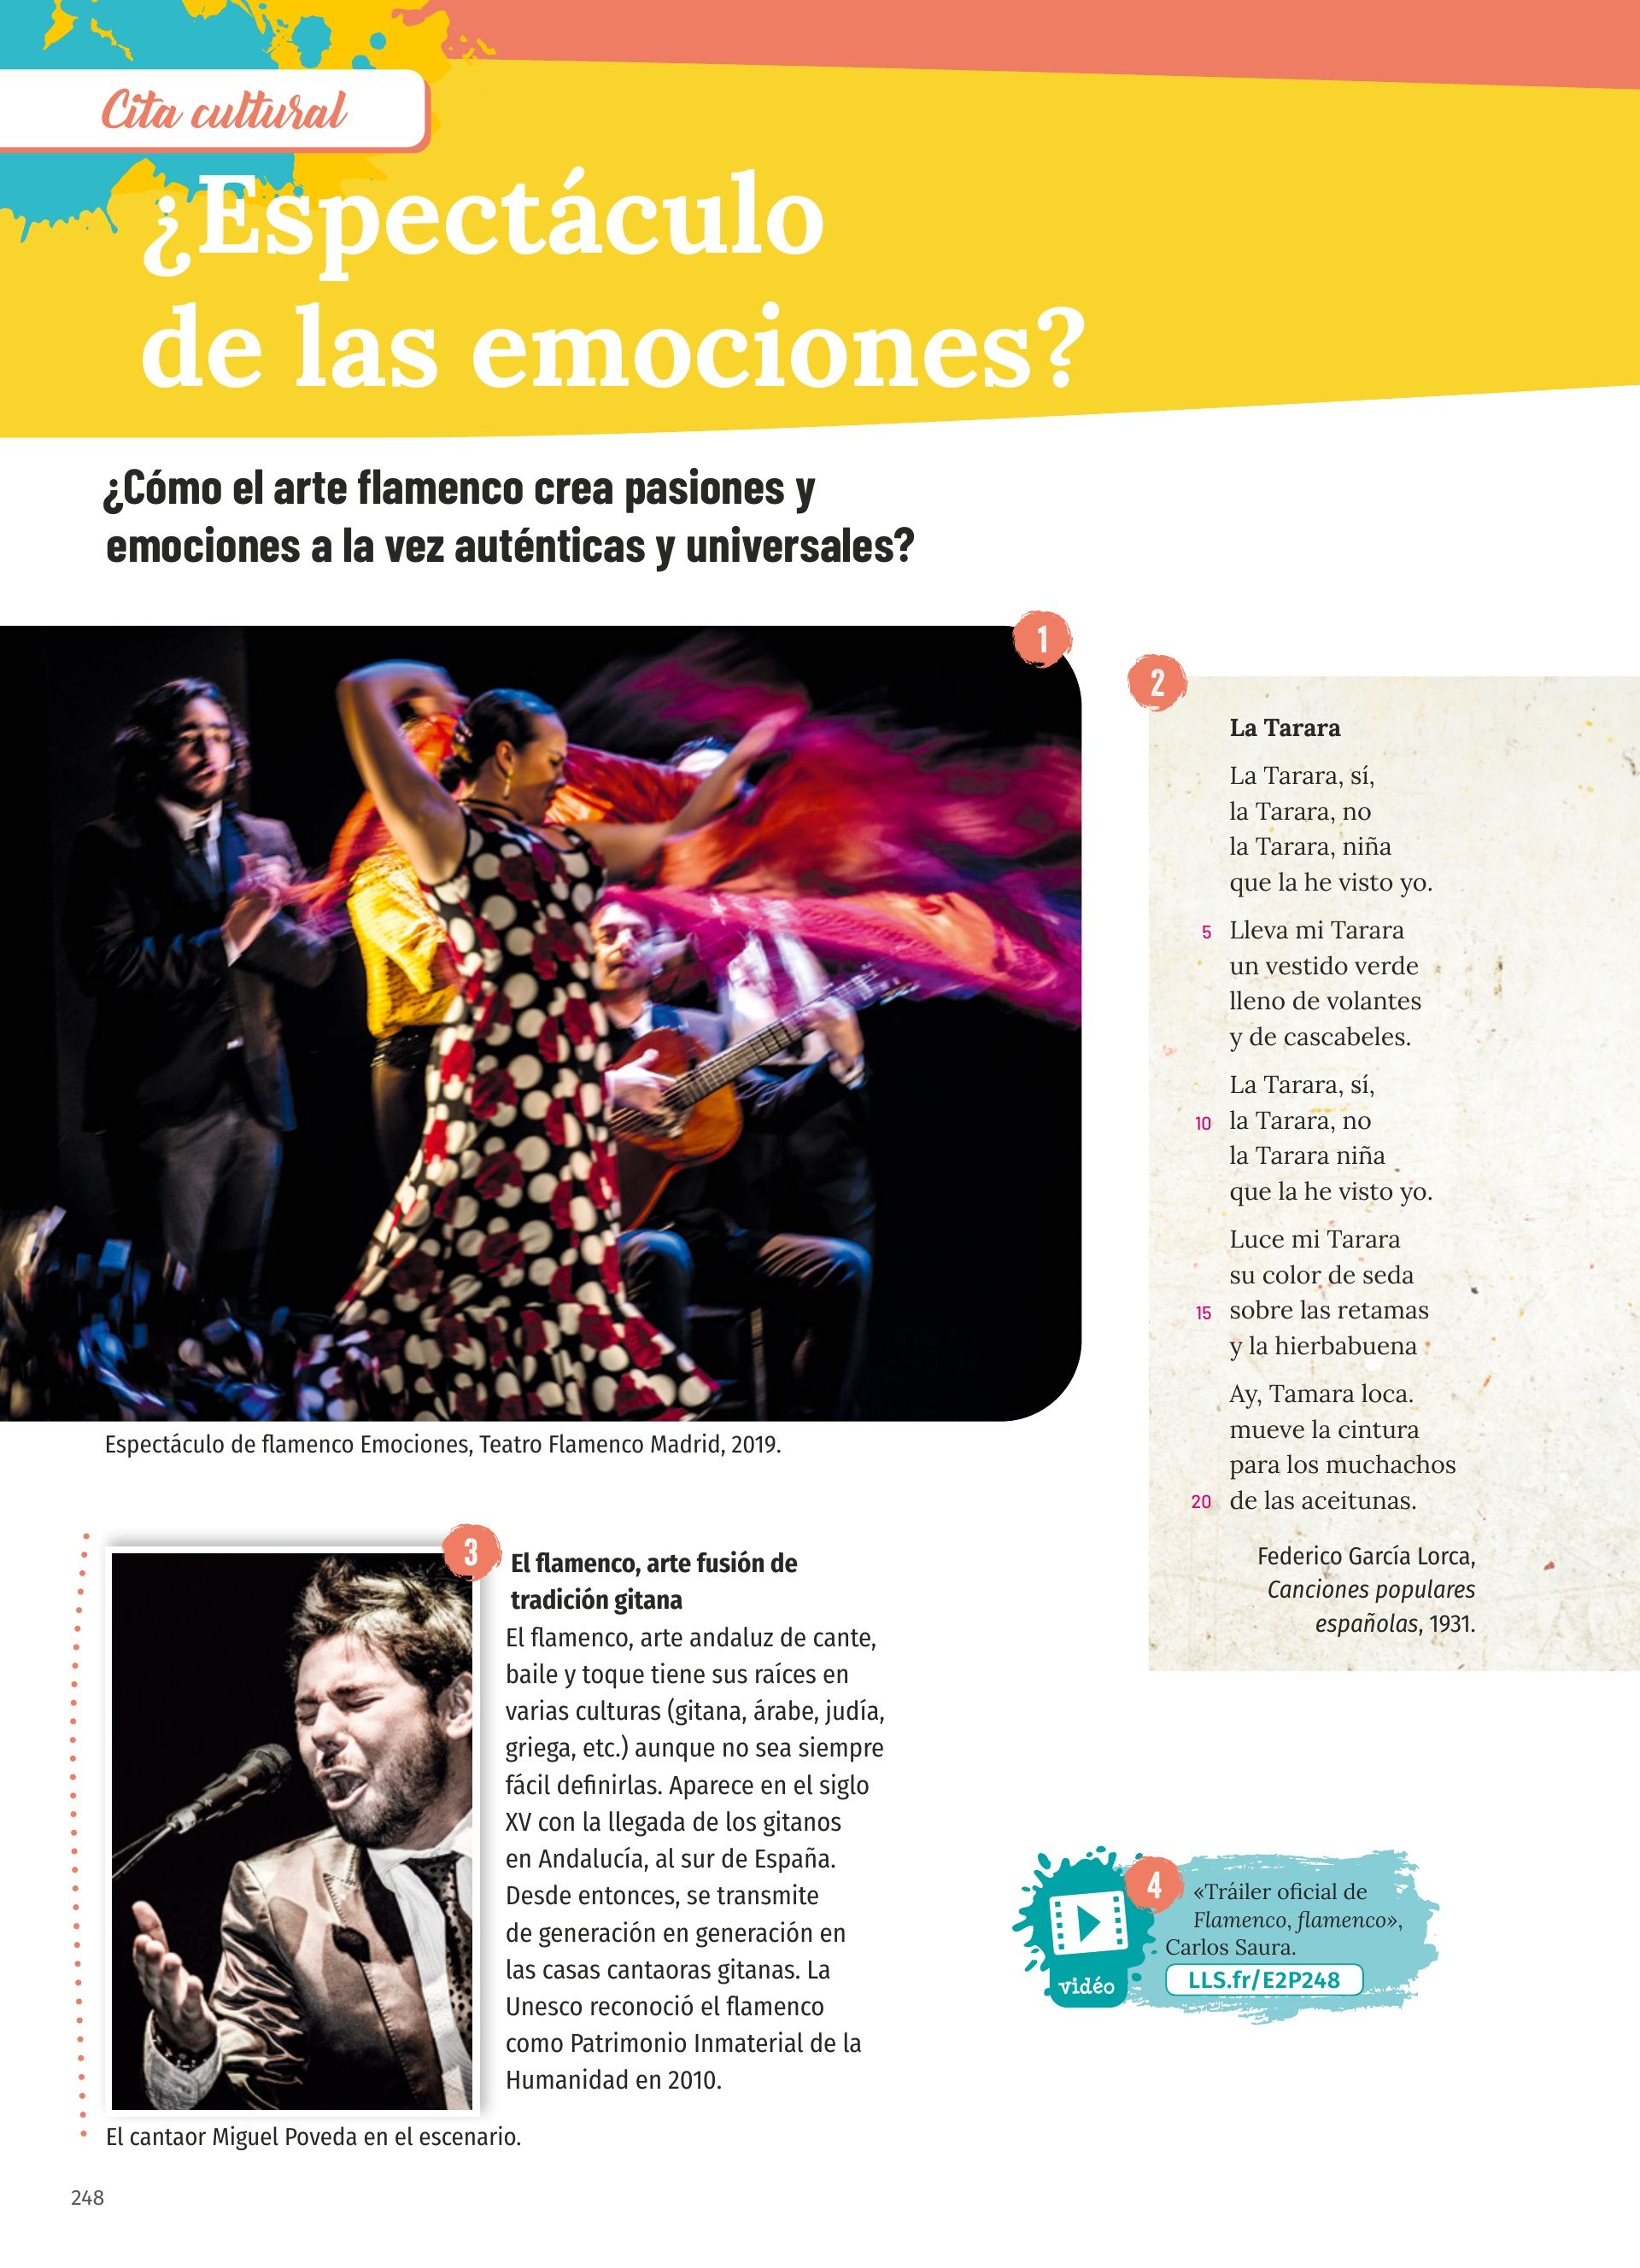 Cita cultural
¿Espectáculo
de las emociones?
¿Cómo el arte flamenco crea pasiones y
emociones a la vez auténticas y universales?
1
Espectáculo de flamenco Emociones, Teatro Flamenco Madrid, 2019.
2
La Tarara
La Tarara, sí,
la Tarara, no
la Tarara, niña
que la he visto yo.
5 Lleva mi Tarara
un vestido verde
lleno de volantes
y de cascabeles.
La Tarara, sí,
10 la Tarara, no
la Tarara niña
que la he visto yo.
Luce mi Tarara
su color de seda
15 sobre las retamas
y la hierbabuena
Ay, Tamara loca.
mueve la cintura
para los muchachos
20 de las aceitunas.
Federico García Lorca,
Canciones populares
españolas, 1931.
3
El flamenco, arte fusión de
tradición gitana
El flamenco, arte andaluz de cante,
baile y toque tiene sus raíces en
varias culturas (gitana, árabe, judía,
griega, etc.) aunque no sea siempre
fácil definirlas. Aparece en el siglo
XV con la llegada de los gitanos
en Andalucía, al sur de España.
Desde entonces, se transmite
de generación en generación en
las casas cantaoras gitanas. La
Unesco reconoció el flamenco
como Patrimonio Inmaterial de la
Humanidad en 2010.
El cantaor Miguel Poveda en el escenario.
4
«Tráiler oficial de
Flamenco, flamenco»,
Carlos Saura.
LLS.fr/E2P248
vidéo
248